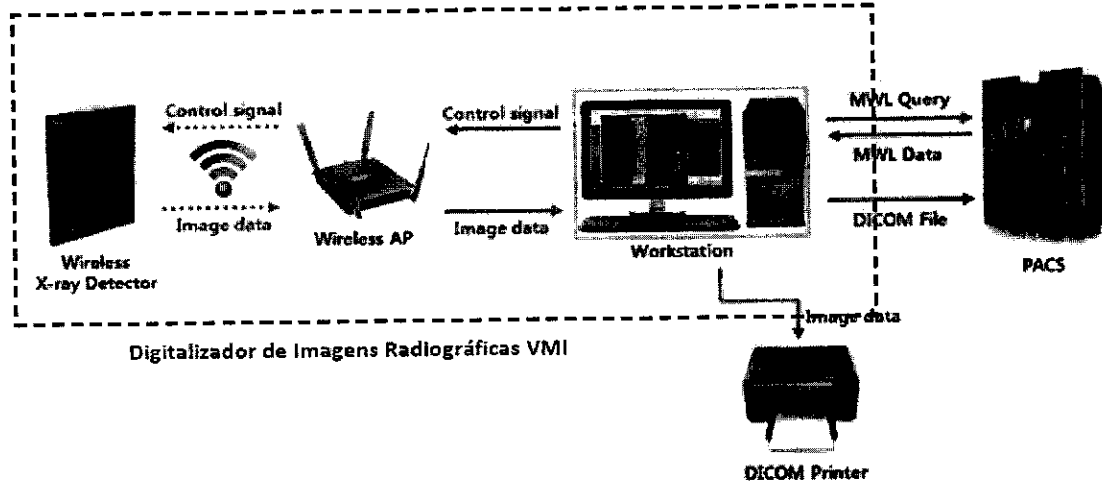 Control signal
Image data
Wireless
X-ray Detector
Wireless AP
Control signal
Image data
Workstation
MWL Query
MWL Data
DICOM File
PACS
Image data
DICOM Printer
Digitalizador de Imagens Radiográficas VMI